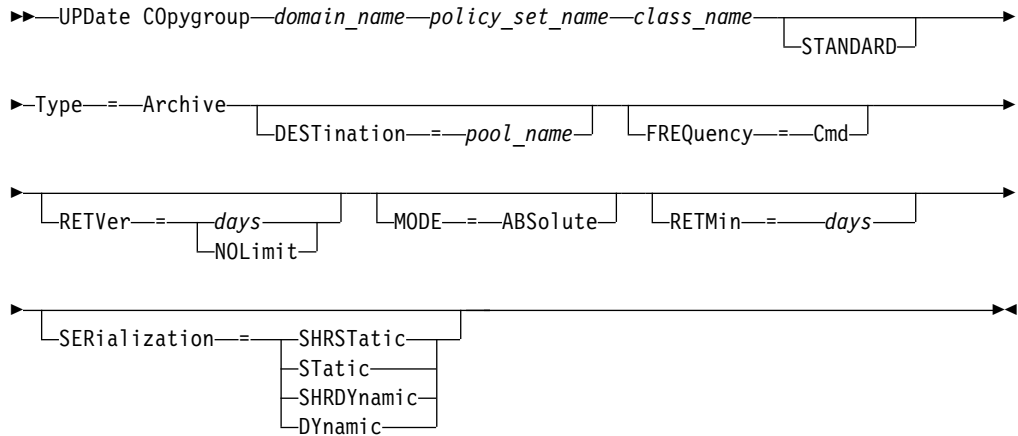 UPDate COpygroup domain_name policy_set_name class_name
STANDARD
Type = Archive
DESTination = pool_name
FREQuency = Cmd
RETVer = days
NOLimit
MODE = ABSolute
RETMin = days
SERialization = SHRSTatic
STatic
SHRDYnamic
DYnamic